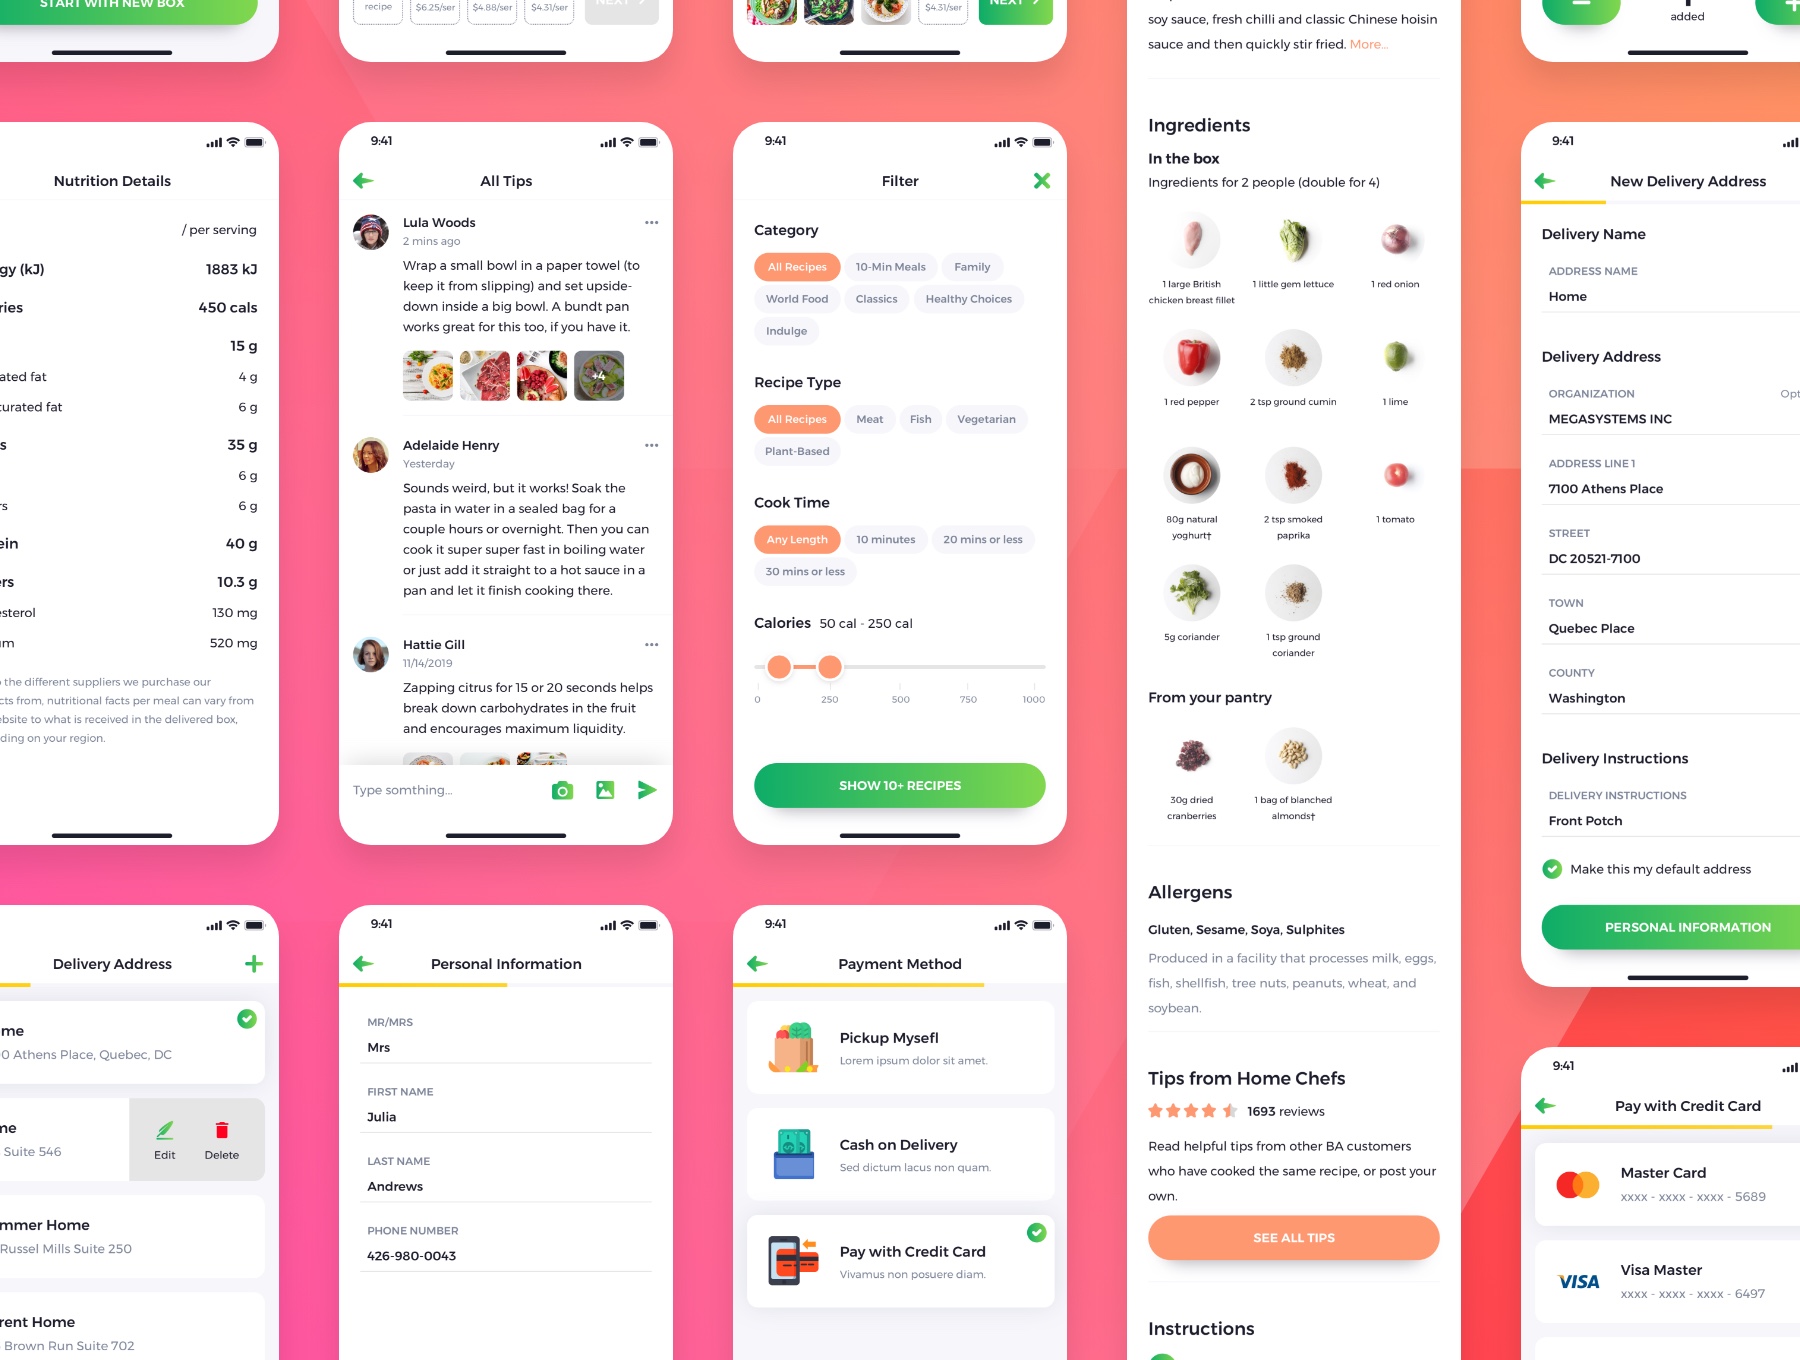 START WITH NEW BOX
recipe
$6.25/ser
$4.88/ser
$4.31/ser
NEXT
$4.31/ser
NEXT
soy sauce, fresh chilli and classic Chinese hoisin
sauce and then quickly stir fried. More...
added
Nutrition Details
/ per serving
gy (kJ) 1883 kJ
ries 450 cals
15 g
ated fat 4 g
turated fat 6 g
s 35 g
6 g
rs 6 g
ein 40 g
ers 10.3 g
esterol 130 mg
um 520 mg
o the different suppliers we purchase our
cts from, nutritional facts per meal can vary from
ebsite to what is received in the delivered box,
ding on your region.
9:41
All Tips
Lula Woods
2 mins ago
Wrap a small bowl in a paper towel (to
keep it from slipping) and set upside-
down inside a big bowl. A bundt pan
works great for this too, if you have it.
+4
Adelaide Henry
Yesterday
Sounds weird, but it works! Soak the
pasta in water in a sealed bag for a
couple hours or overnight. Then you can
cook it super super fast in boiling water
or just add it straight to a hot sauce in a
pan and let it finish cooking there.
Hattie Gill
11/14/2019
Zapping citrus for 15 or 20 seconds helps
break down carbohydrates in the fruit
and encourages maximum liquidity.
Type somthing...
9:41
Filter
Category
All Recipes 10-Min Meals Family
World Food Classics Healthy Choices
Indulge
Recipe Type
All Recipes Meat Fish Vegetarian
Plant-Based
Cook Time
Any Length 10 minutes 20 mins or less
30 mins or less
Calories 50 cal - 250 cal
0 250 500 750 1000
SHOW 10+ RECIPES
Ingredients
In the box
Ingredients for 2 people (double for 4)
1 large British
chicken breast fillet
1 little gem lettuce
1 red onion
1 red pepper
2 tsp ground cumin
1 lime
80g natural
yoghurt†
2 tsp smoked
paprika
1 tomato
5g coriander
1 tsp ground
coriander
From your pantry
30g dried
cranberries
1 bag of blanched
almonds†
Allergens
Gluten, Sesame, Soya, Sulphites
Produced in a facility that processes milk, eggs,
fish, shellfish, tree nuts, peanuts, wheat, and
soybean.
Tips from Home Chefs
1693 reviews
Read helpful tips from other BA customers
who have cooked the same recipe, or post your
own.
SEE ALL TIPS
Instructions
9:41
New Delivery Address
Delivery Name
ADDRESS NAME
Home
Delivery Address
ORGANIZATION Opt
MEGASYSTEMS INC
ADDRESS LINE 1
7100 Athens Place
STREET
DC 20521-7100
TOWN
Quebec Place
COUNTY
Washington
Delivery Instructions
DELIVERY INSTRUCTIONS
Front Potch
Make this my default address
PERSONAL INFORMATION
Delivery Address
me
0 Athens Place, Quebec, DC
me
Suite 546
Edit
Delete
mmer Home
Russel Mills Suite 250
rent Home
Brown Run Suite 702
9:41
Personal Information
MR/MRS
Mrs
FIRST NAME
Julia
LAST NAME
Andrews
PHONE NUMBER
426-980-0043
9:41
Payment Method
Pickup Mysefl
Lorem ipsum dolor sit amet.
Cash on Delivery
Sed dictum lacus non quam.
Pay with Credit Card
Vivamus non posuere diam.
9:41
Pay with Credit Card
Master Card
xxxx - xxxx - xxxx - 5689
VISA
Visa Master
xxxx - xxxx - xxxx - 6497